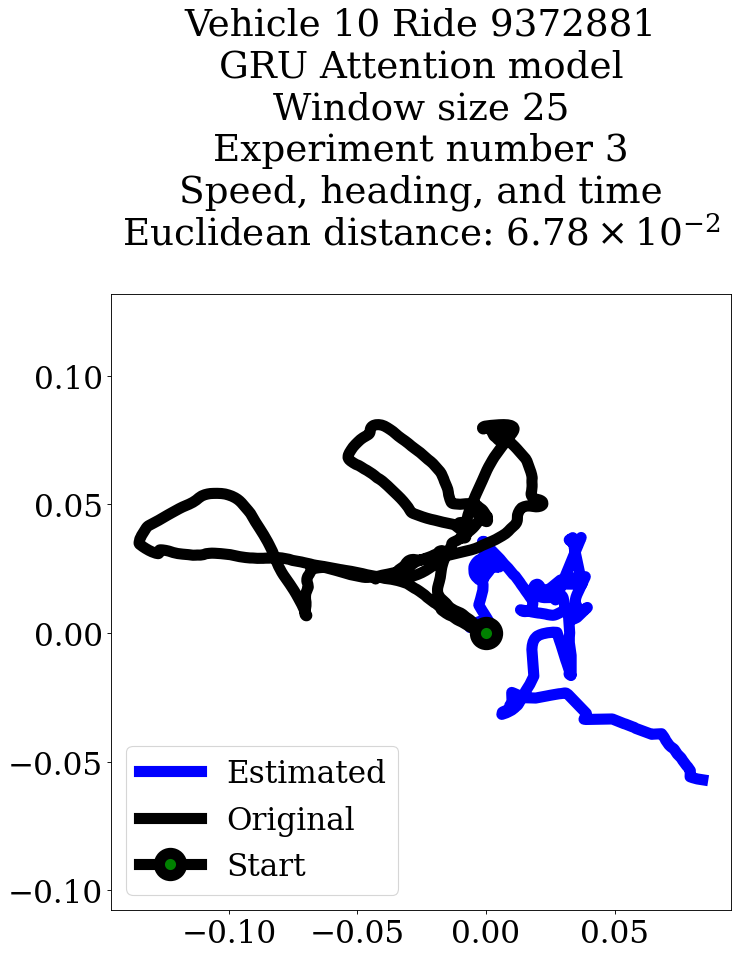 Vehicle 10 Ride 9372881
GRU Attention model
Window size 25
Experiment number 3
Speed, heading, and time
Euclidean distance: 6.78 × 10⁻²
0.10
0.05
0.00
−0.05
−0.10
Estimated
Original
Start
−0.10 −0.05 0.00 0.05